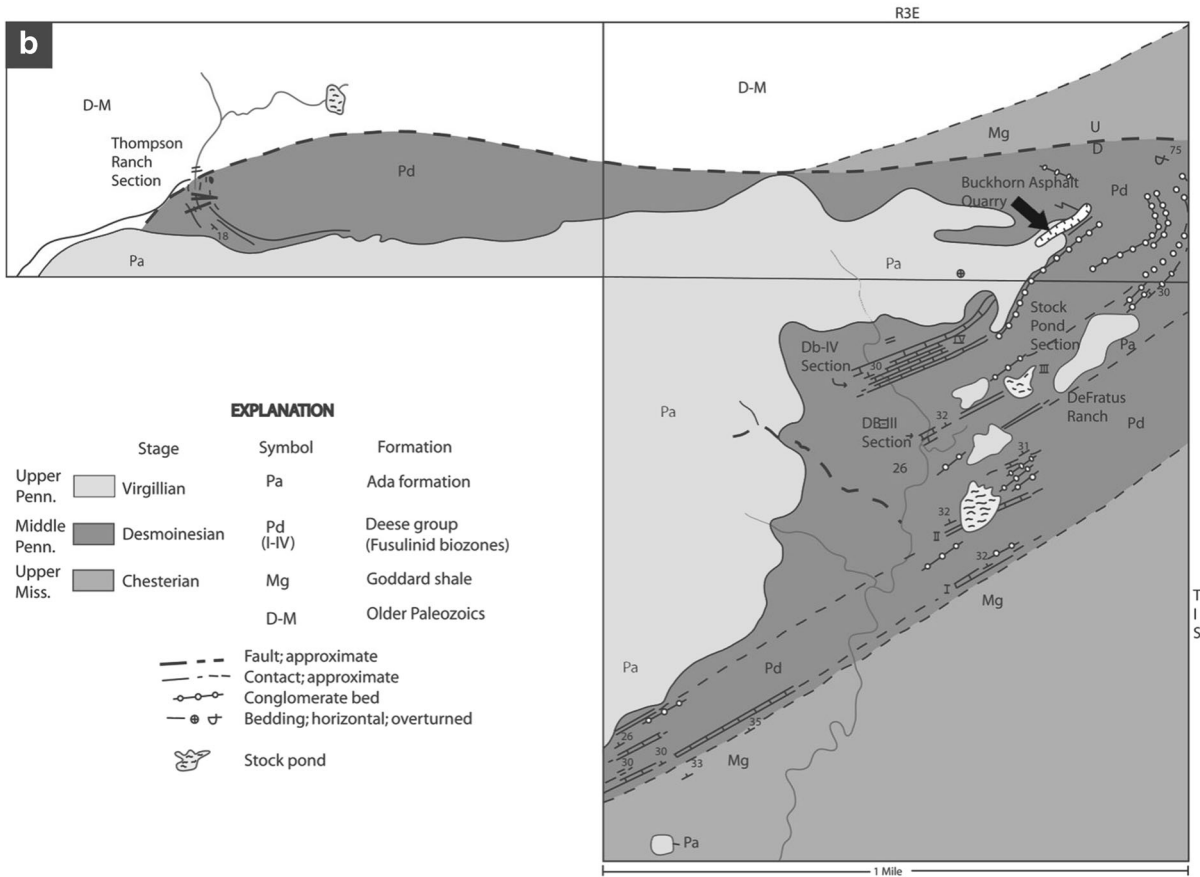 R3E
b
D-M
D-M
Mg
U
D
75
Thompson
Ranch
Section
Pd
Buckhorn Asphalt
Quarry
Pd
18
Pa
Pa
30
Stock
Pond
Section
Pa
Db-IV
Section
IV
30
III
DeFratus
Ranch
Pd
Pa
DB-III
Section
32
26
31
32
II
32
I
Mg
T
I
S
Pa
Pd
35
26
30
30
33
Mg
Pa
1 Mile
EXPLANATION
Stage Symbol Formation
Upper
Penn.
Virgillian Pa Ada formation
Middle
Penn.
Desmoinesian Pd
(I-IV)
Deese group
(Fusulinid biozones)
Upper
Miss.
Chesterian Mg Goddard shale
D-M Older Paleozoics
Fault; approximate
Contact; approximate
Conglomerate bed
Bedding; horizontal; overturned
Stock pond